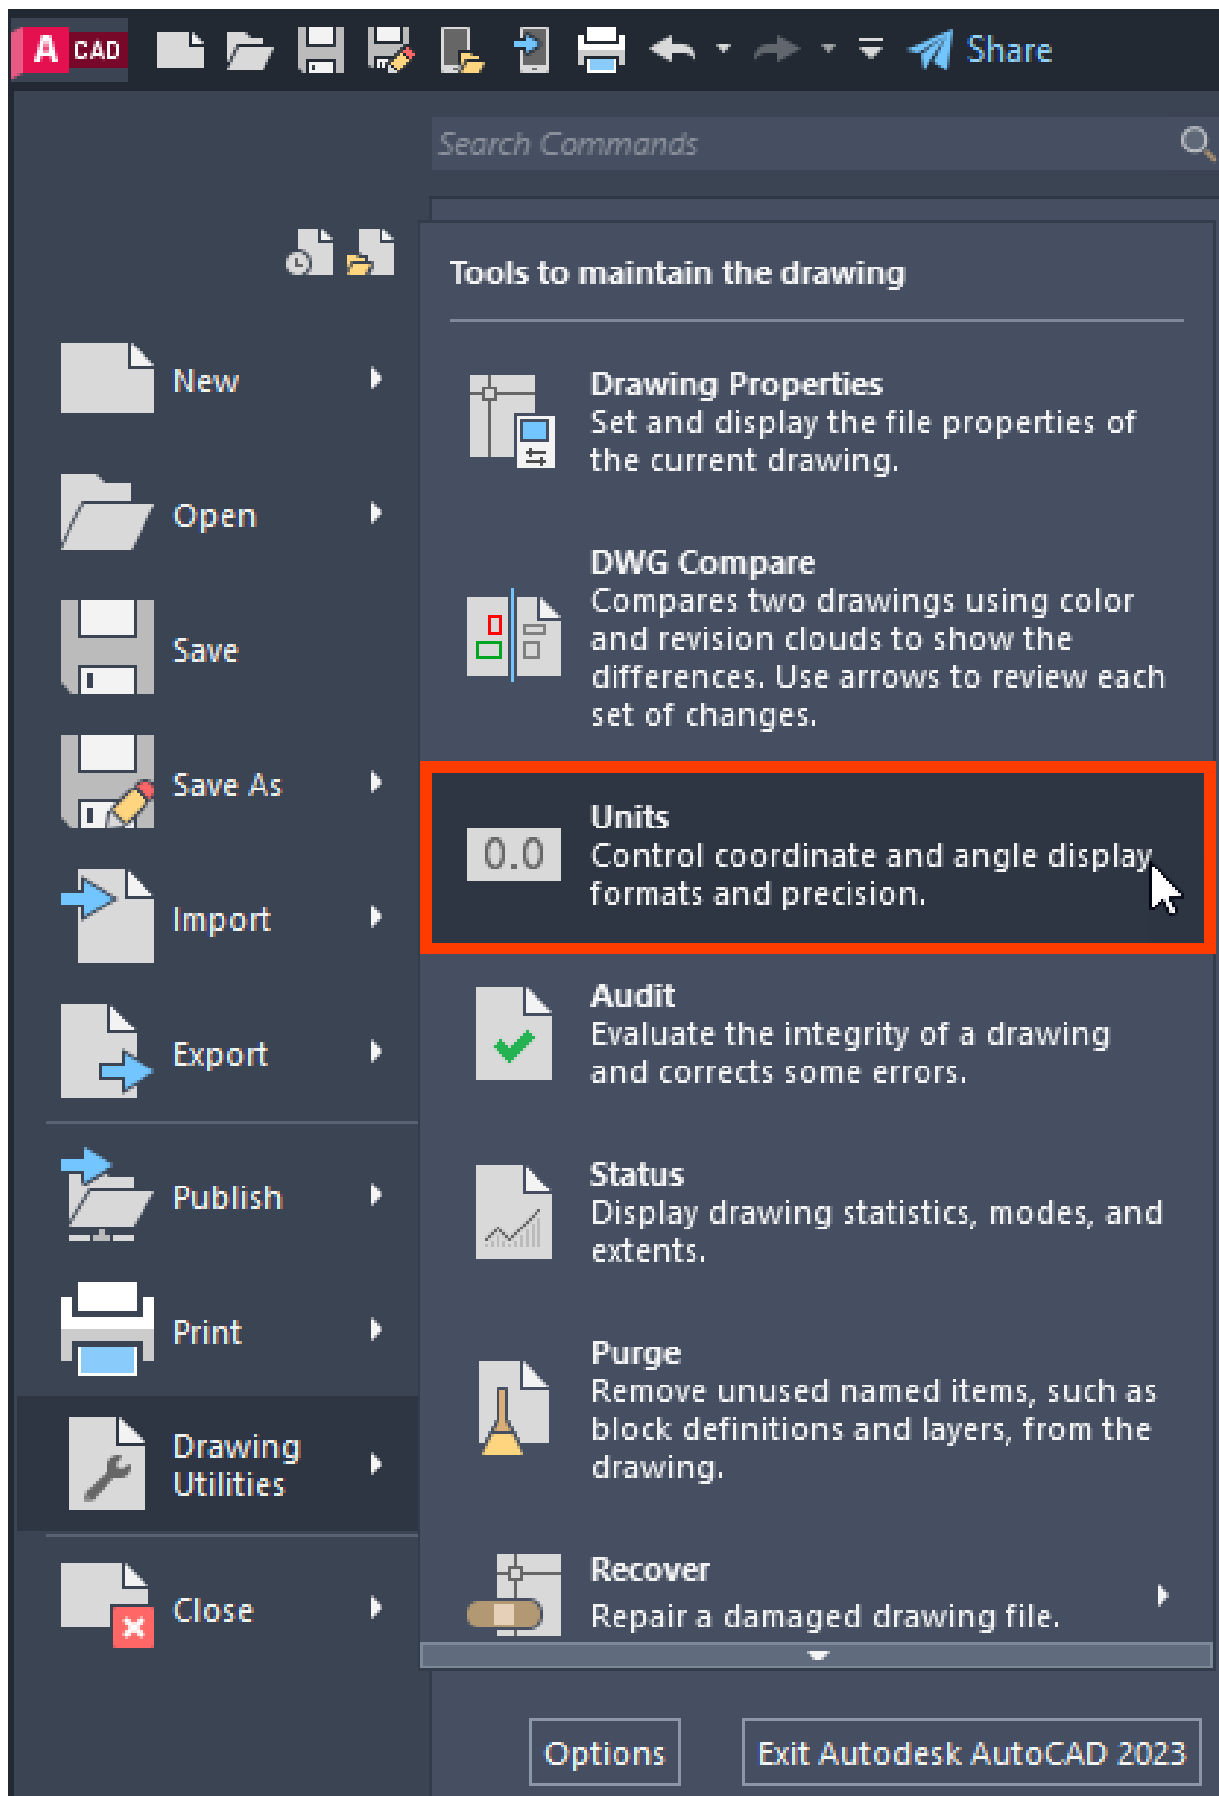 A CAD
Share
Search Commands
Tools to maintain the drawing
New
Drawing Properties
Set and display the file properties of
the current drawing.
Open
DWG Compare
Compares two drawings using color
and revision clouds to show the
differences. Use arrows to review each
set of changes.
Save
Save As
Units
0.0
Control coordinate and angle display
formats and precision.
Import
Audit
Evaluate the integrity of a drawing
and corrects some errors.
Export
Status
Display drawing statistics, modes, and
extents.
Publish
Print
Purge
Remove unused named items, such as
block definitions and layers, from the
drawing.
Drawing
Utilities
Recover
Repair a damaged drawing file.
Close
Options
Exit Autodesk AutoCAD 2023